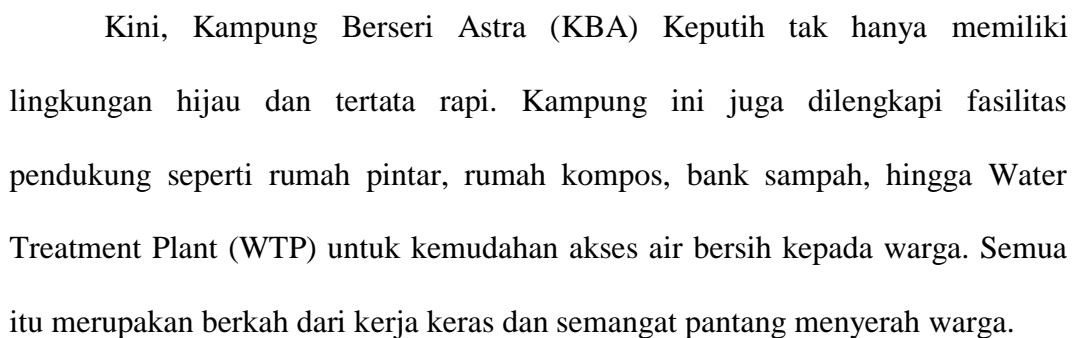 Kini, Kampung Berseri Astra (KBA) Keputih tak hanya memiliki
lingkungan hijau dan tertata rapi. Kampung ini juga dilengkapi fasilitas
pendukung seperti rumah pintar, rumah kompos, bank sampah, hingga Water
Treatment Plant (WTP) untuk kemudahan akses air bersih kepada warga. Semua
itu merupakan berkah dari kerja keras dan semangat pantang menyerah warga.